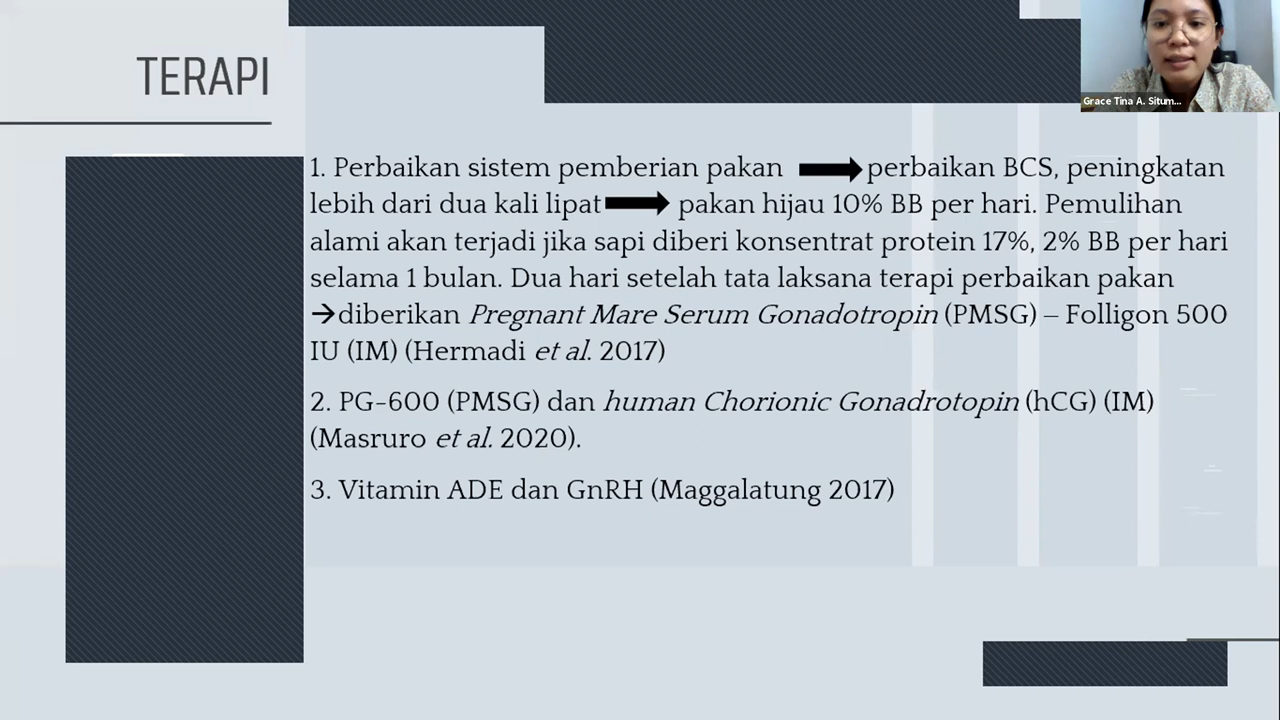 TERAPI
Grace Tina A. Situm...
1. Perbaikan sistem pemberian pakan ➡ perbaikan BCS, peningkatan
lebih dari dua kali lipat ➡ pakan hijau 10% BB per hari. Pemulihan
alami akan terjadi jika sapi diberi konsentrat protein 17%, 2% BB per hari
selama 1 bulan. Dua hari setelah tata laksana terapi perbaikan pakan
→diberikan Pregnant Mare Serum Gonadotropin (PMSG) – Folligon 500
IU (IM) (Hermadi et al. 2017)
2. PG-600 (PMSG) dan human Chorionic Gonadrotopin (hCG) (IM)
(Masruro et al. 2020).
3. Vitamin ADE dan GnRH (Maggalatung 2017)